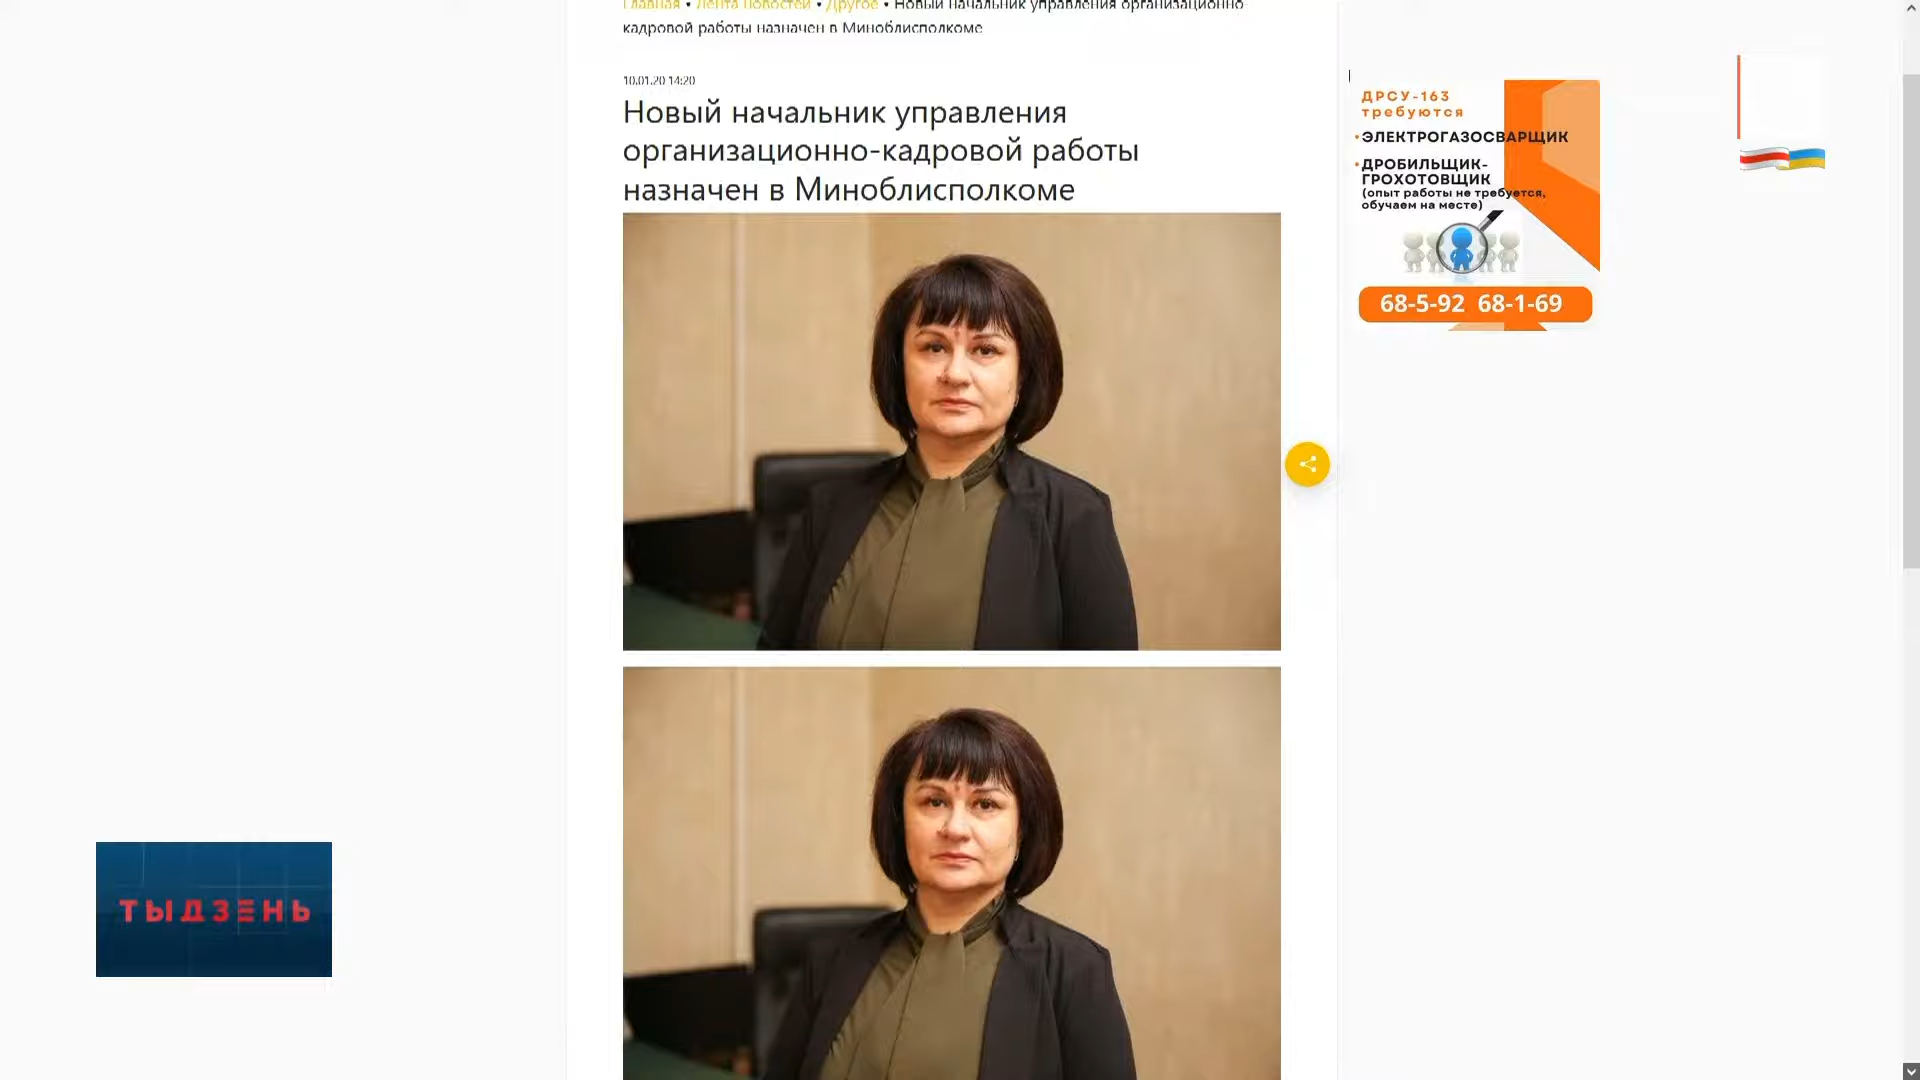 Главная • Лента новостей • Другое • Новый начальник управления организационно-
кадровой работы назначен в Миноблисполкоме
10.01.20 14:20
Новый начальник управления
организационно-кадровой работы
назначен в Миноблисполкоме
ДРСУ-163
требуются
•ЭЛЕКТРОГАЗОСВАРЩИК
•ДРОБИЛЬЩИК-
ГРОХОТОВЩИК
(опыт работы не требуется,
обучаем на месте)
68-5-92 68-1-69
ТЫДЗЕНЬ